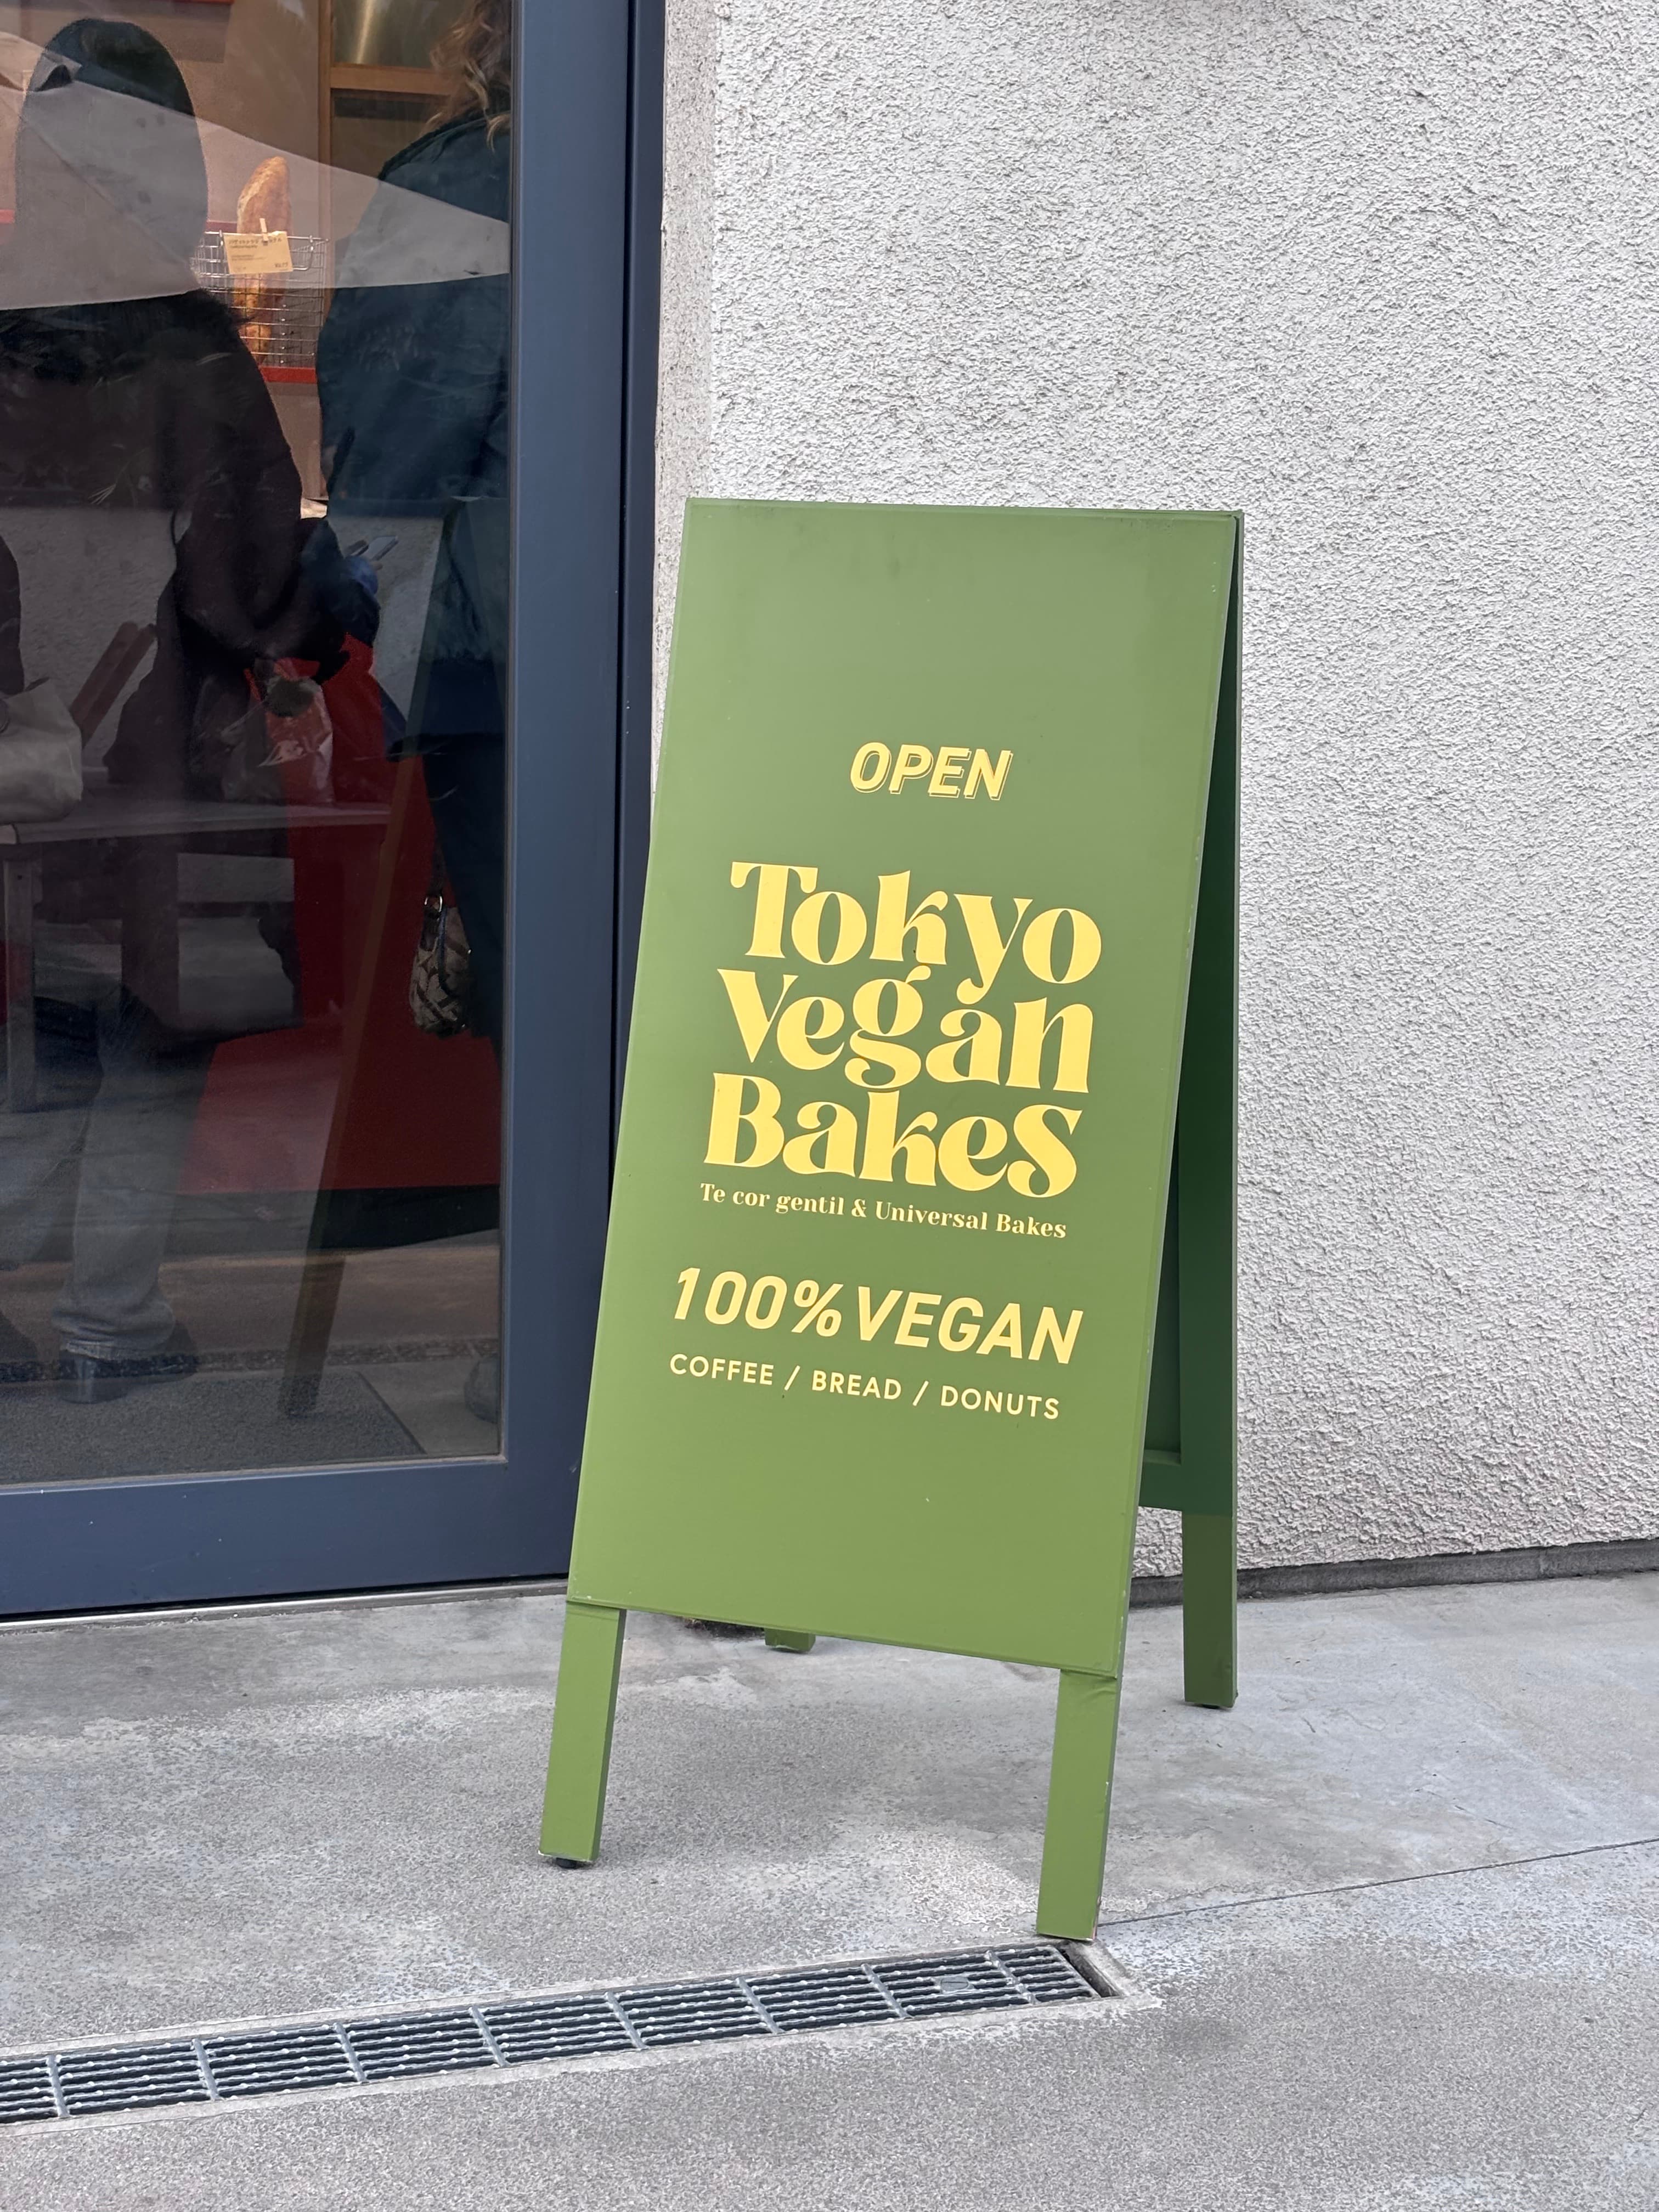 OPEN
Tokyo
Vegan
Bakes
Te cor gentil & Universal Bakes
100%VEGAN
COFFEE / BREAD / DONUTS